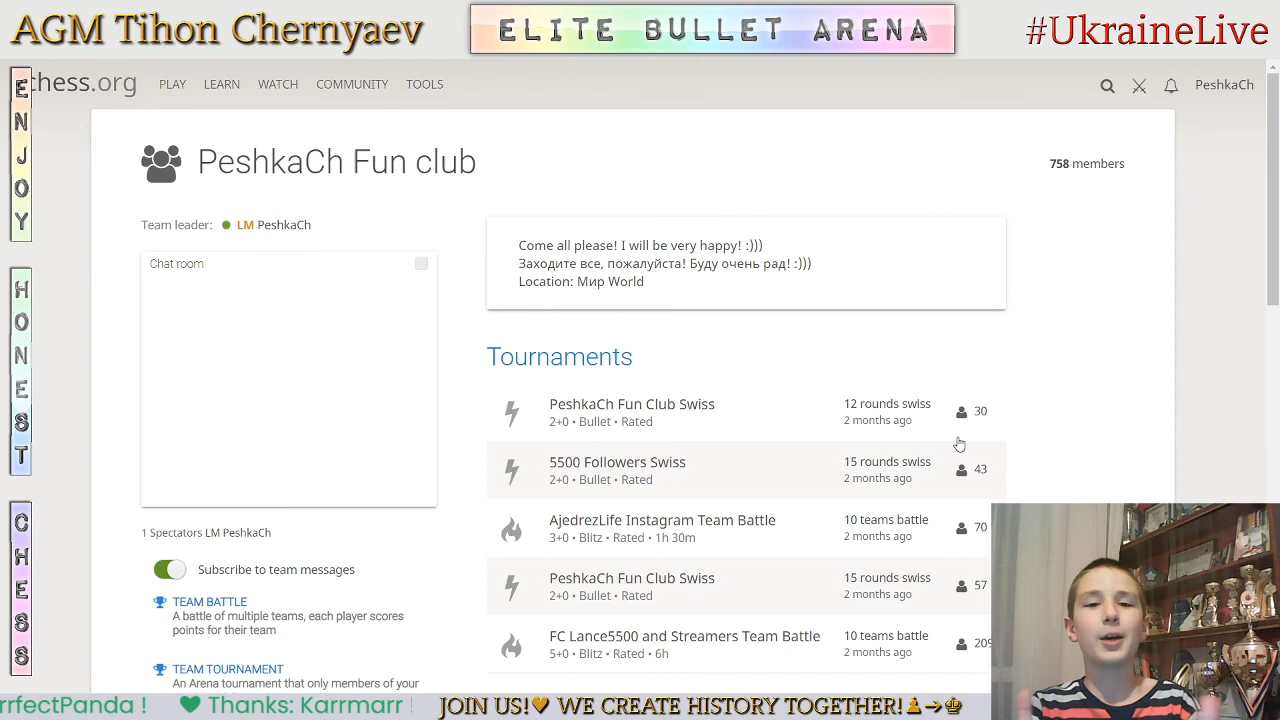 AGM Tihon Chernyaev
ELITE BULLET ARENA
#UkraineLive
ENJOY
HONEST
CHESS
chess.org
PLAY LEARN WATCH COMMUNITY TOOLS
PeshkaCh
PeshkaCh Fun club
758 members
Team leader: LM PeshkaCh
Chat room
1 Spectators LM PeshkaCh
Subscribe to team messages
TEAM BATTLE
A battle of multiple teams, each player scores
points for their team
TEAM TOURNAMENT
An Arena tournament that only members of your
Come all please! I will be very happy! :)))
Заходите все, пожалуйста! Буду очень рад! :)))
Location: Мир World
Tournaments
PeshkaCh Fun Club Swiss
2+0 • Bullet • Rated
12 rounds swiss
2 months ago
30
5500 Followers Swiss
2+0 • Bullet • Rated
15 rounds swiss
2 months ago
43
AjedrezLife Instagram Team Battle
3+0 • Blitz • Rated • 1h 30m
10 teams battle
2 months ago
70
PeshkaCh Fun Club Swiss
2+0 • Bullet • Rated
15 rounds swiss
2 months ago
57
FC Lance5500 and Streamers Team Battle
5+0 • Blitz • Rated • 6h
10 teams battle
2 months ago
209
rfectPanda ! 💚 Thanks: Karrmarr !
JOIN US!🧡 WE CREATE HISTORY TOGETHER!♟→♚